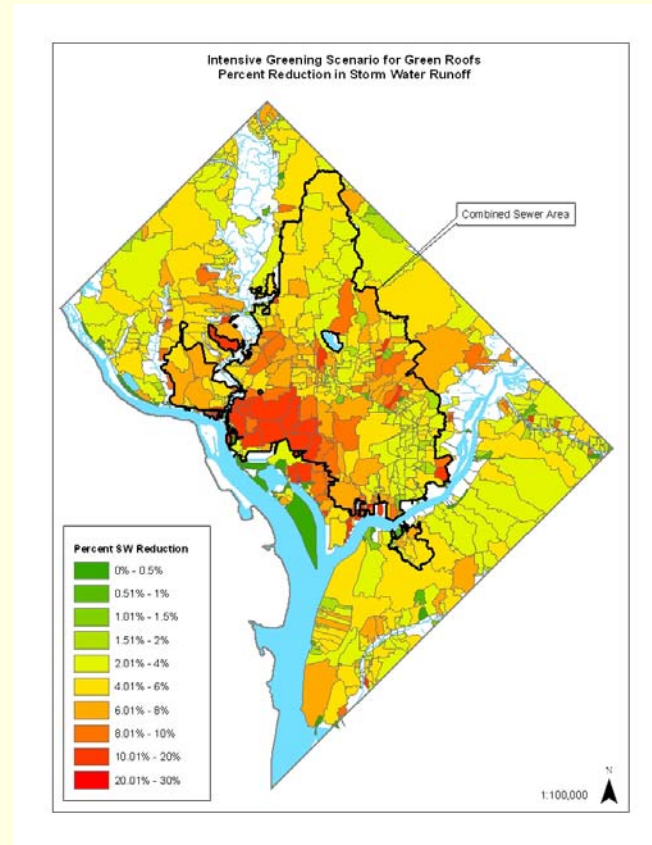 Intensive Greening Scenario for Green Roofs
Percent Reduction in Storm Water Runoff
Combined Sewer Area
Percent SW Reduction
0% - 0.5%
0.51% - 1%
1.01% - 1.5%
1.51% - 2%
2.01% - 4%
4.01% - 6%
6.01% - 8%
8.01% - 10%
10.01% - 20%
20.01% - 30%
N
1:100,000